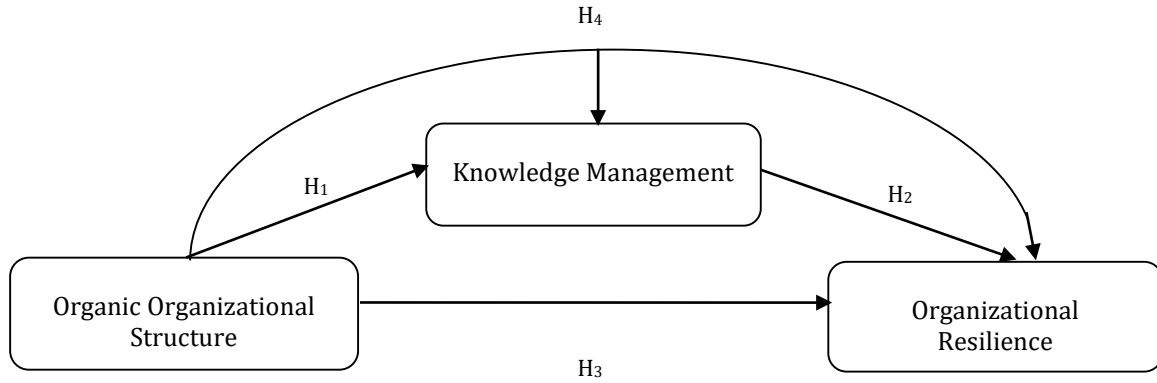 H₄
Knowledge Management
H₁
H₂
Organic Organizational
Structure
Organizational
Resilience
H₃